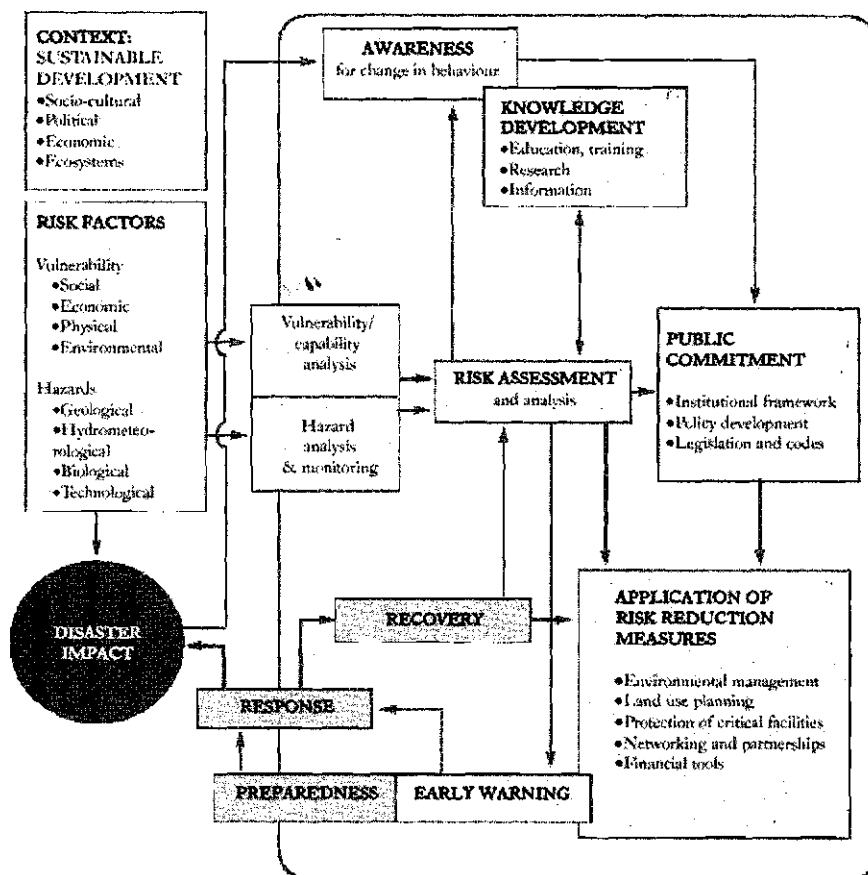 CONTEXT:
SUSTAINABLE
DEVELOPMENT
•Socio-cultural
•Political
•Economic
•Ecosystems
AWARENESS
for change in behaviour
KNOWLEDGE
DEVELOPMENT
•Education, training
•Research
•Information
RISK FACTORS
Vulnerability
•Social
•Economic
•Physical
•Environmental
Hazards
•Geological
•Hydrometeo-
rological
•Biological
•Technological
Vulnerability/
capability
analysis
Hazard
analysis
& monitoring
RISK ASSESSMENT
and analysis
PUBLIC
COMMITMENT
•Institutional framework
•Policy development
•Legislation and codes
DISASTER
IMPACT
RECOVERY
RESPONSE
PREPAREDNESS
EARLY WARNING
APPLICATION OF
RISK REDUCTION
MEASURES
•Environmental management
•Land use planning
•Protection of critical facilities
•Networking and partnerships
•Financial tools